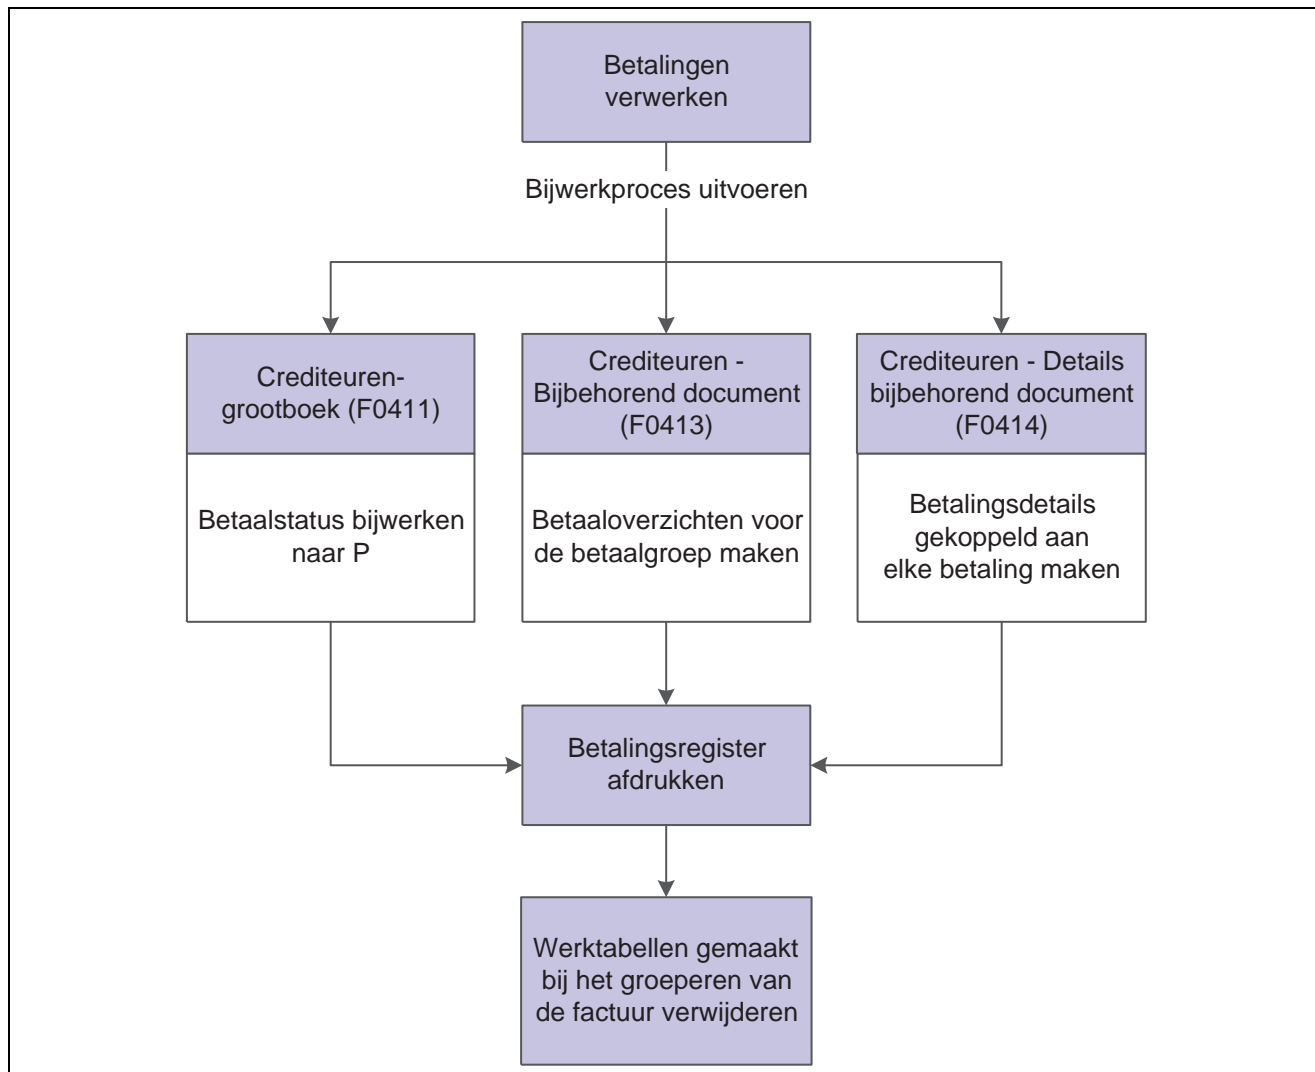 Betalingen
verwerken
Bijwerkproces uitvoeren
Crediteuren-
grootboek (F0411)
Betaalstatus bijwerken
naar P
Crediteuren -
Bijbehorend document
(F0413)
Betaaloverzichten voor
de betaalgroep maken
Crediteuren - Details
bijbehorend document
(F0414)
Betalingsdetails
gekoppeld aan
elke betaling maken
Betalingsregister
afdrukken
Werktabellen gemaakt
bij het groeperen van
de factuur verwijderen